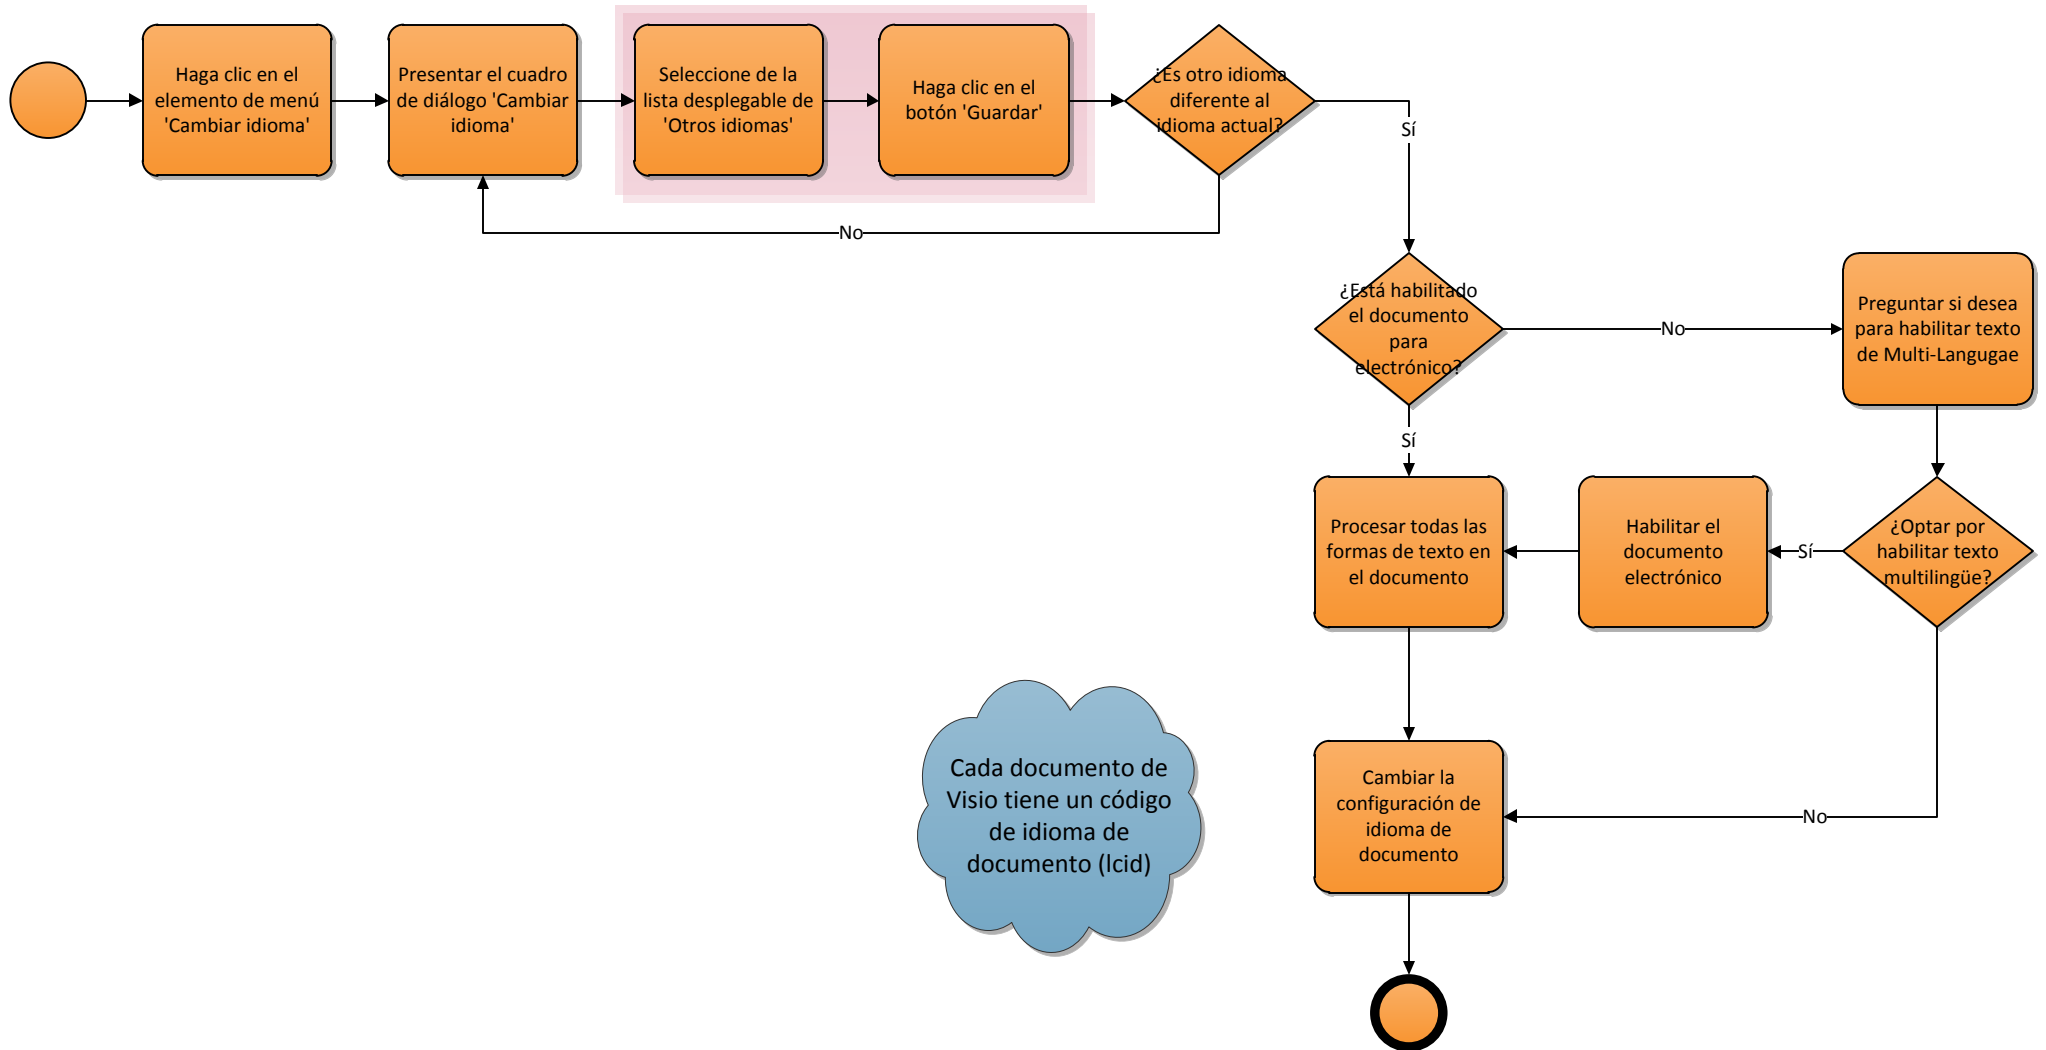 Haga clic en el
elemento de menú
'Cambiar idioma'
Presentar el cuadro
de diálogo 'Cambiar
idioma'
Seleccione de la
lista desplegable de
'Otros idiomas'
Haga clic en el
botón 'Guardar'
¿Es otro idioma
diferente al
idioma actual?
Sí
No
¿Está habilitado
el documento
para
electrónico?
No
Preguntar si desea
para habilitar texto
de Multi-Langugae
Sí
Procesar todas las
formas de texto en
el documento
Habilitar el
documento
electrónico
Sí
¿Optar por
habilitar texto
multilingüe?
Cada documento de
Visio tiene un código
de idioma de
documento (lcid)
Cambiar la
configuración de
idioma de
documento
No